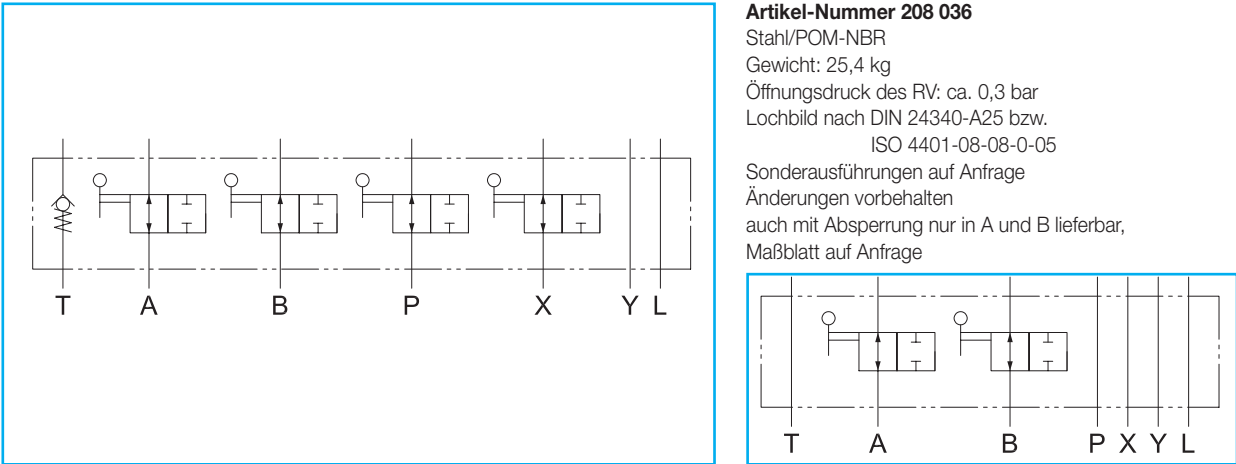 T A B P X Y L
Artikel-Nummer 208 036
Stahl/POM-NBR
Gewicht: 25,4 kg
Öffnungsdruck des RV: ca. 0,3 bar
Lochbild nach DIN 24340-A25 bzw.
ISO 4401-08-08-0-05
Sonderausführungen auf Anfrage
Änderungen vorbehalten
auch mit Absperrung nur in A und B lieferbar,
Maßblatt auf Anfrage
T A B P X Y L